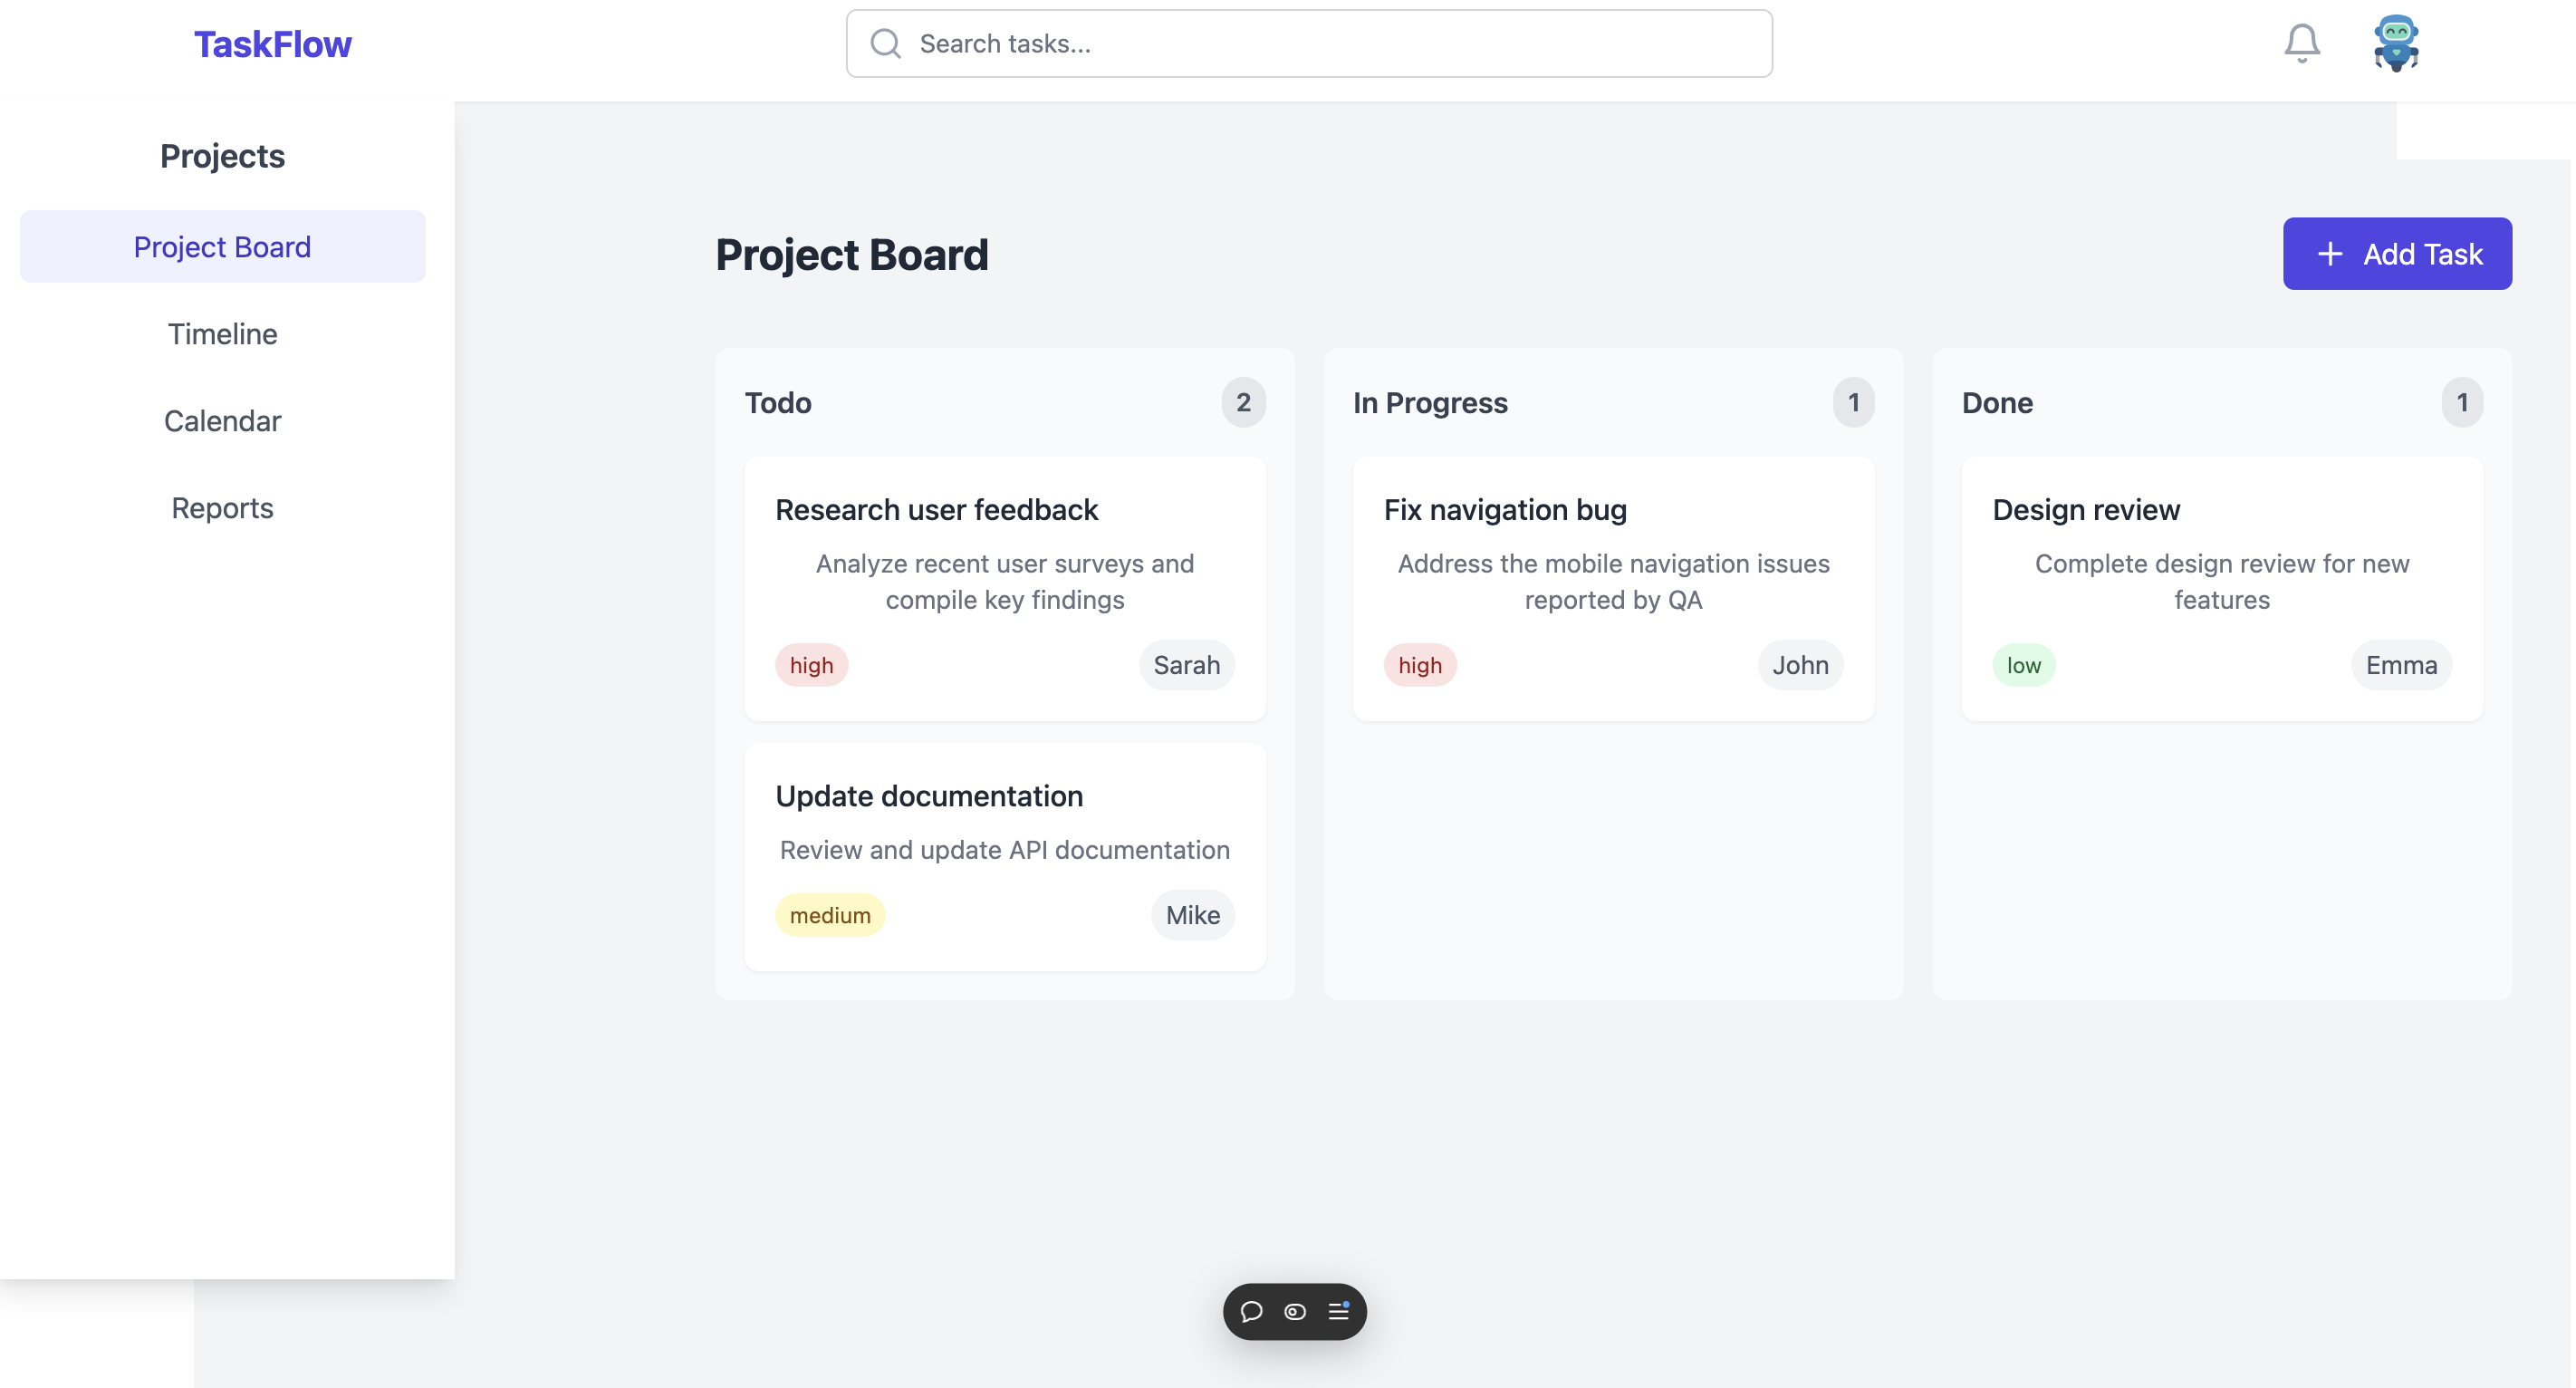 TaskFlow
Search tasks...
Projects
Project Board
Timeline
Calendar
Reports
Project Board
Add Task
Todo
2
Research user feedback
Analyze recent user surveys and
compile key findings
high
Sarah
Update documentation
Review and update API documentation
medium
Mike
In Progress
1
Fix navigation bug
Address the mobile navigation issues
reported by QA
high
John
Done
1
Design review
Complete design review for new
features
low
Emma